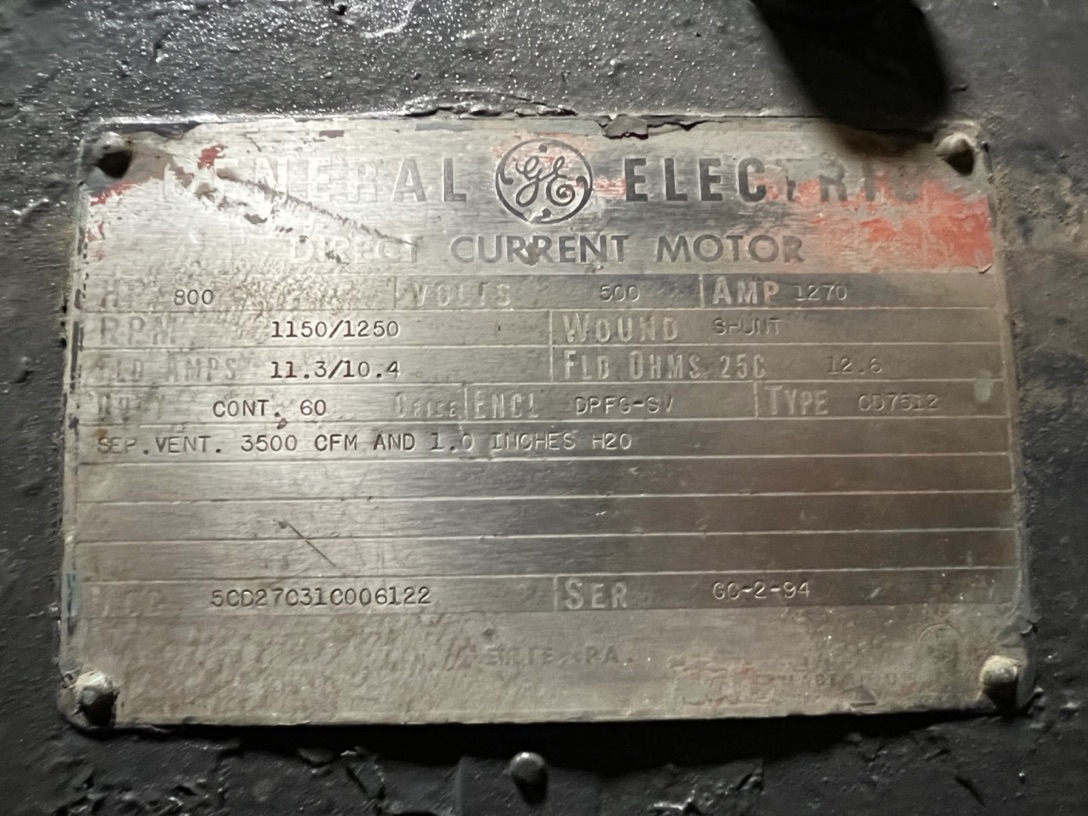 GENERAL GE ELECTRIC
DIRECT CURRENT MOTOR
HP 800 VOLTS 500 AMP 1270
RPM 1150/1250 WOUND SHUNT
FLD AMPS 11.3/10.4 FLD OHMS 25C 12.6
DUTY CONT. 60 C RISE ENCL DPFG-SV TYPE CD7512
SEP.VENT. 3500 CFM AND 1.0 INCHES H2O
5CD27C31C006122 SER GC-2-94
ERIE, PA.